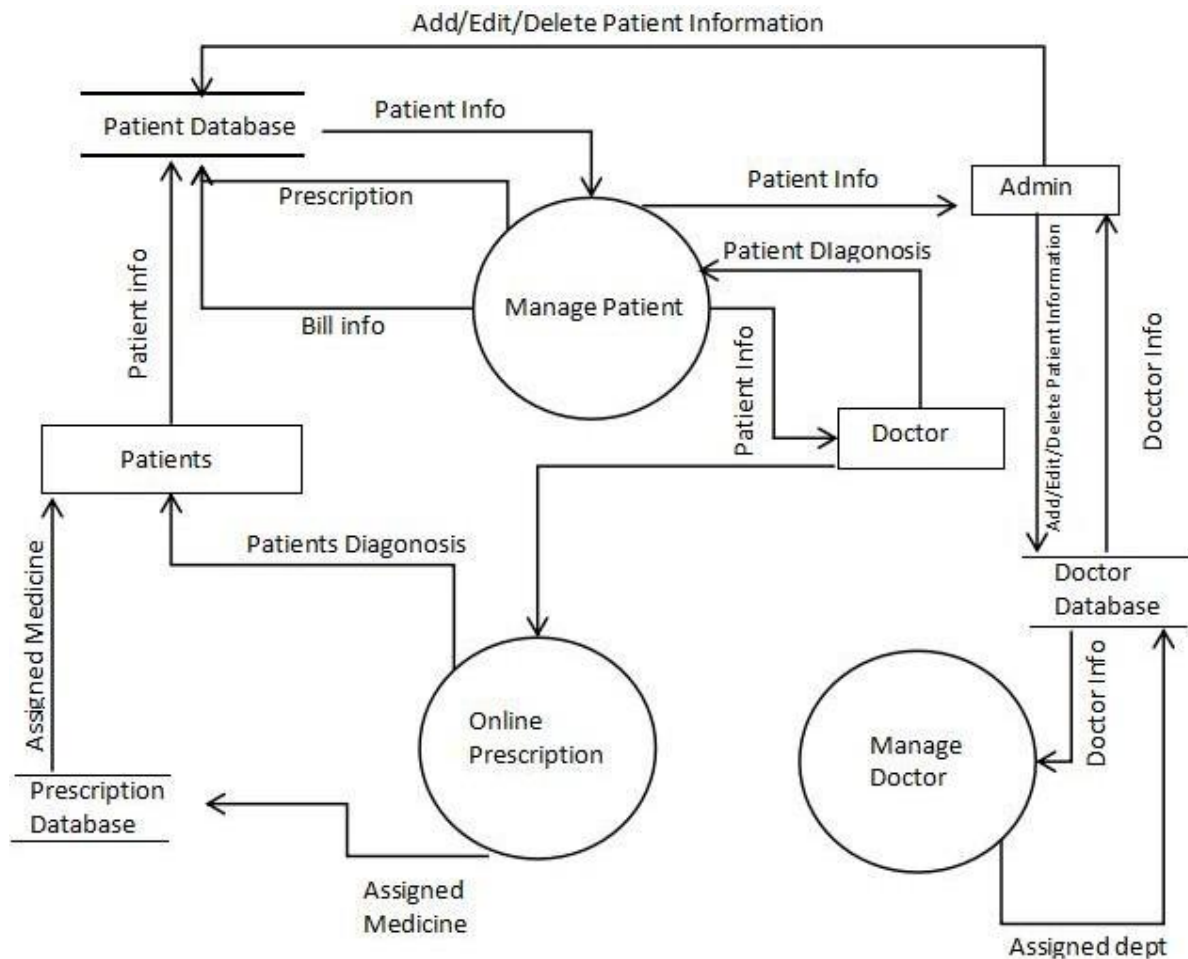 Add/Edit/Delete Patient Information
Patient Database
Patient Info
Prescription
Patient Info
Admin
Patient DIagonosis
Patient info
Bill info
Manage Patient
Patient Info
Add/Edit/Delete Patient Information
Docctor Info
Doctor
Patients
Patients Diagonosis
Assigned Medicine
Doctor
Database
Doctor Info
Online
Prescription
Manage
Doctor
Prescription
Database
Assigned
Medicine
Assigned dept